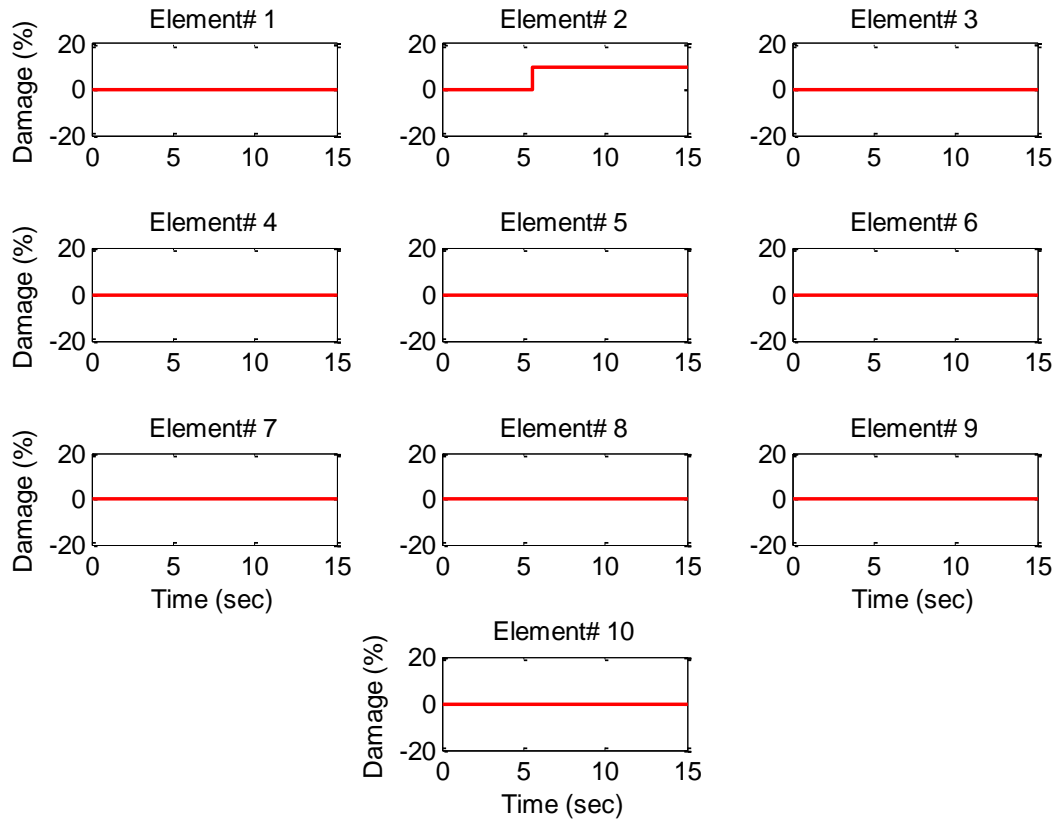 Element# 1
Element# 2
Element# 3
Damage (%)
20
0
-20
0 5 10 15
20
0
-20
0 5 10 15
20
0
-20
0 5 10 15
Element# 4
Element# 5
Element# 6
Damage (%)
20
0
-20
0 5 10 15
20
0
-20
0 5 10 15
20
0
-20
0 5 10 15
Element# 7
Element# 8
Element# 9
Damage (%)
20
0
-20
0 5 10 15
Time (sec)
20
0
-20
0 5 10 15
20
0
-20
0 5 10 15
Time (sec)
Element# 10
Damage (%)
20
0
-20
0 5 10 15
Time (sec)